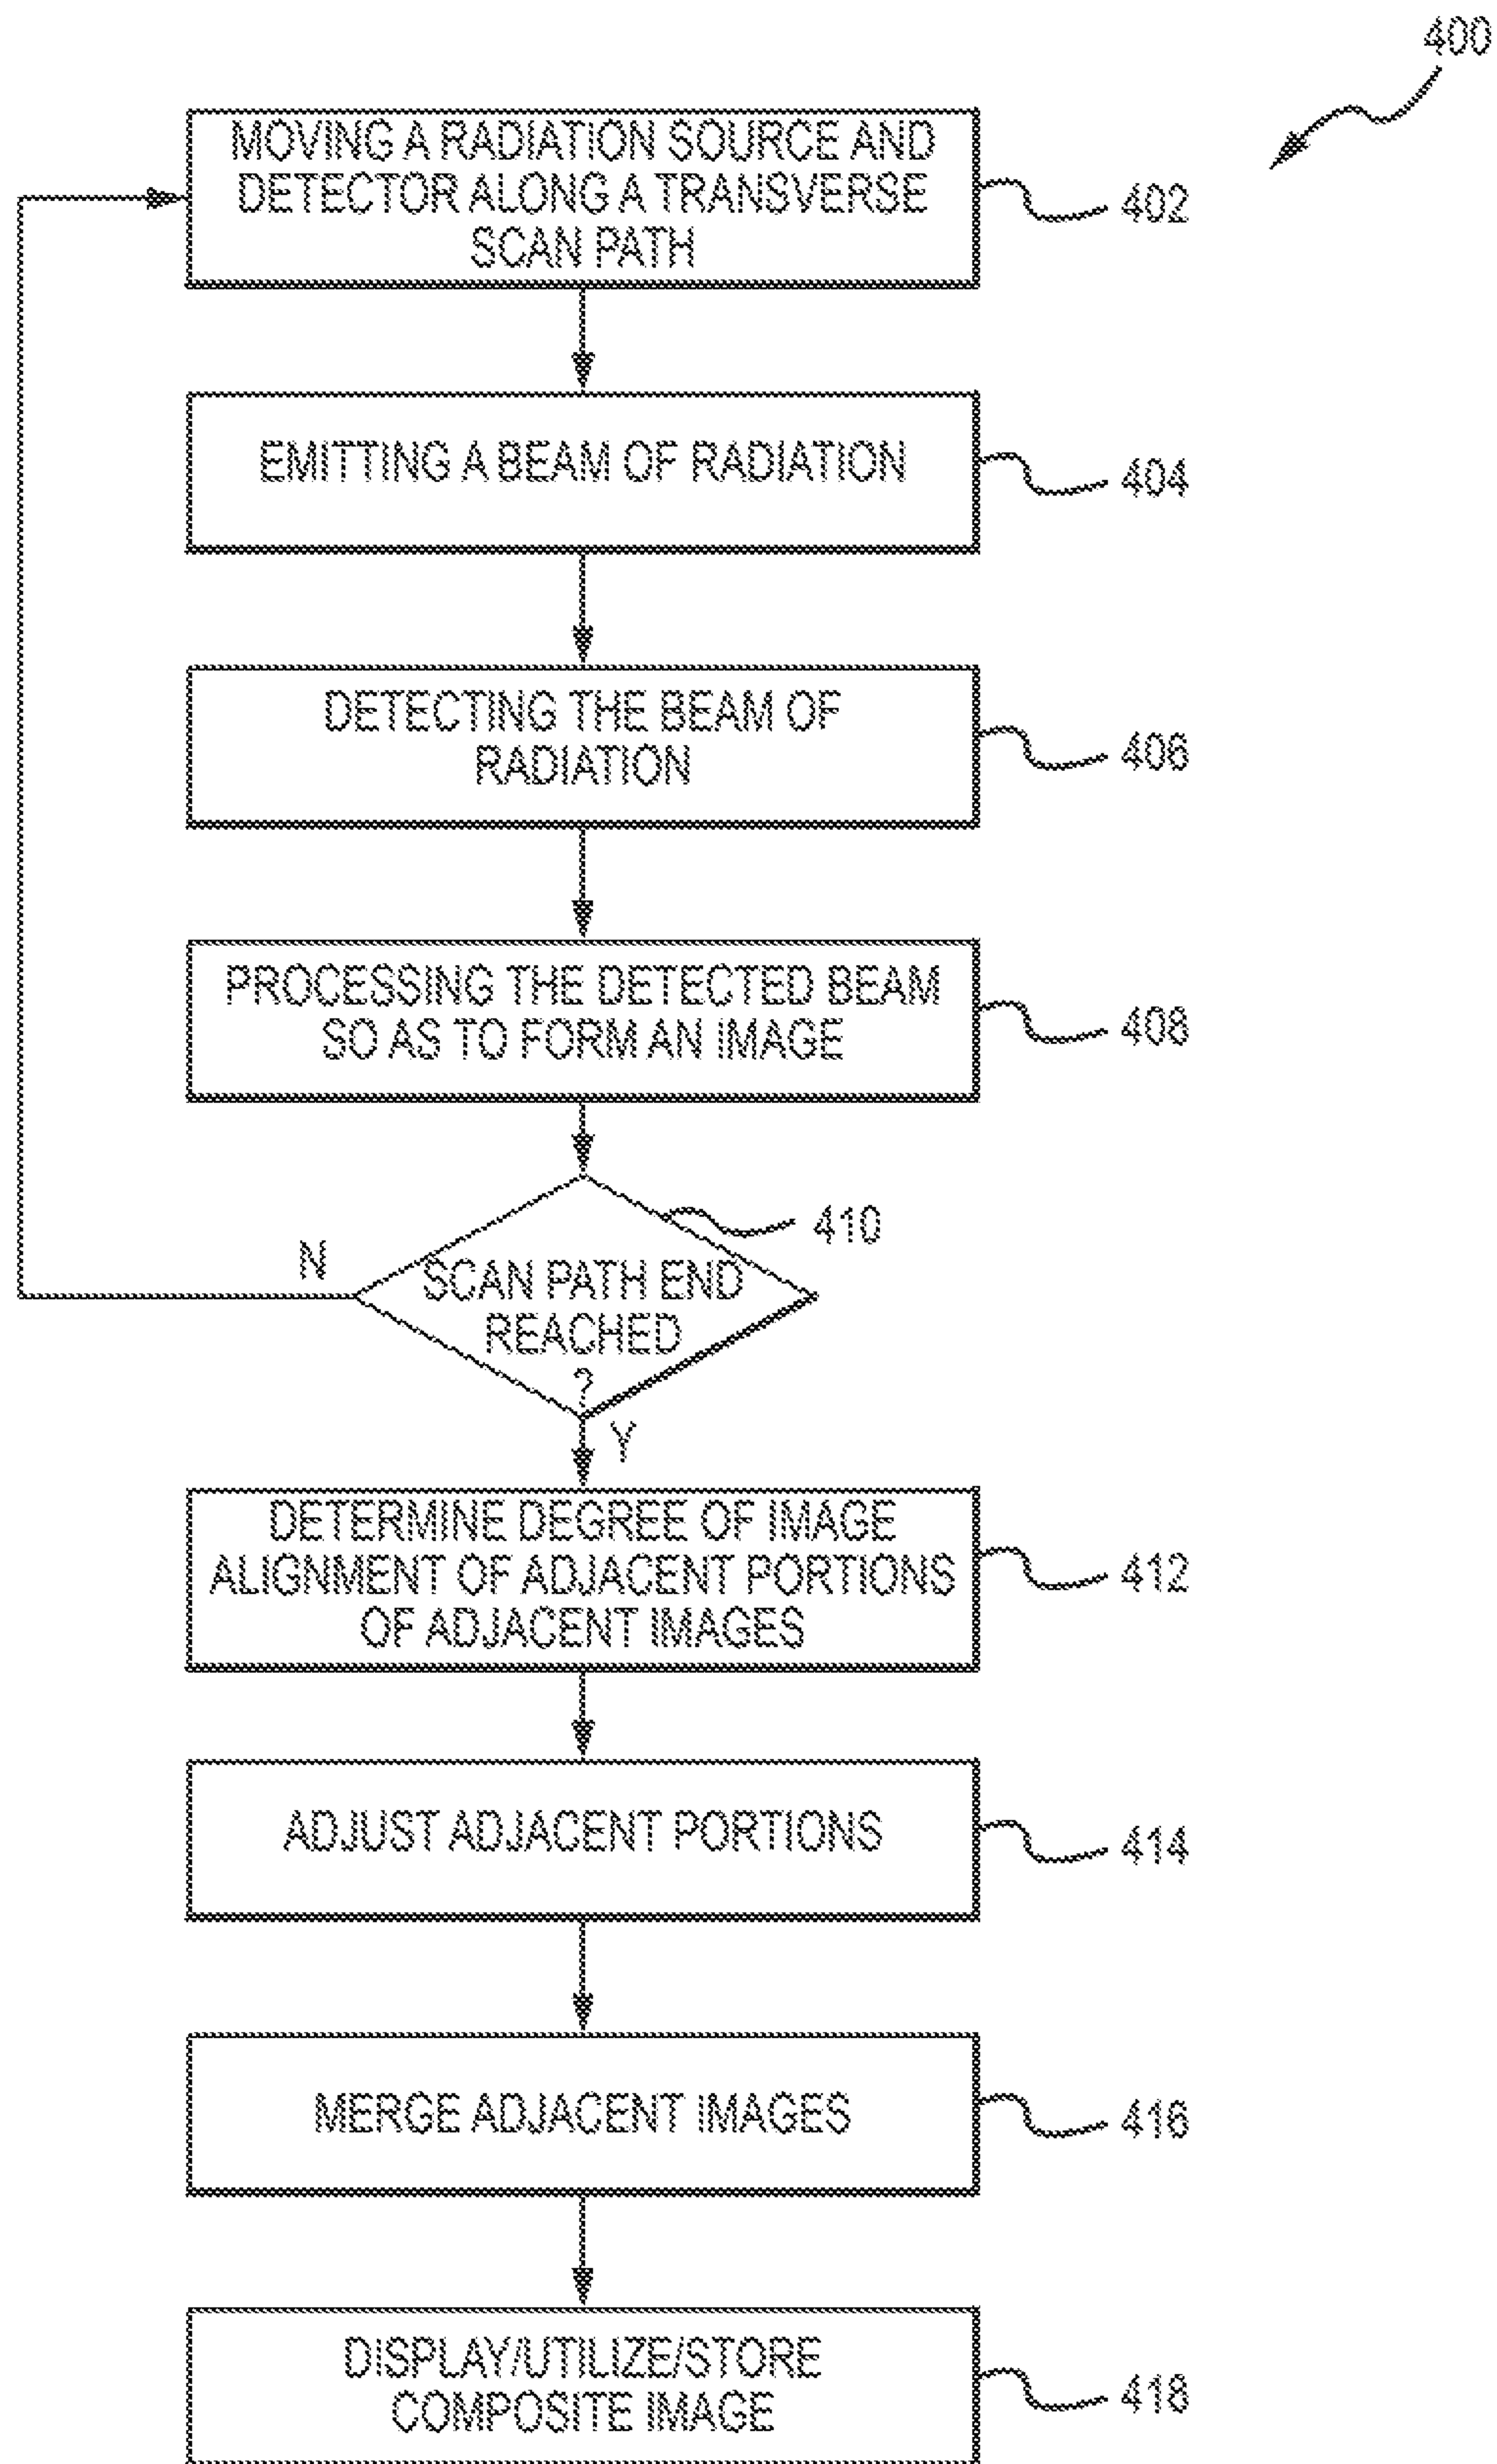 400
MOVING A RADIATION SOURCE AND
DETECTOR ALONG A TRANSVERSE
SCAN PATH
402
EMITTING A BEAM OF RADIATION
404
DETECTING THE BEAM OF
RADIATION
406
PROCESSING THE DETECTED BEAM
SO AS TO FORM AN IMAGE
408
410
N
SCAN PATH END
REACHED
?
Y
DETERMINE DEGREE OF IMAGE
ALIGNMENT OF ADJACENT PORTIONS
OF ADJACENT IMAGES
412
ADJUST ADJACENT PORTIONS
414
MERGE ADJACENT IMAGES
416
DISPLAY/UTILIZE/STORE
COMPOSITE IMAGE
418